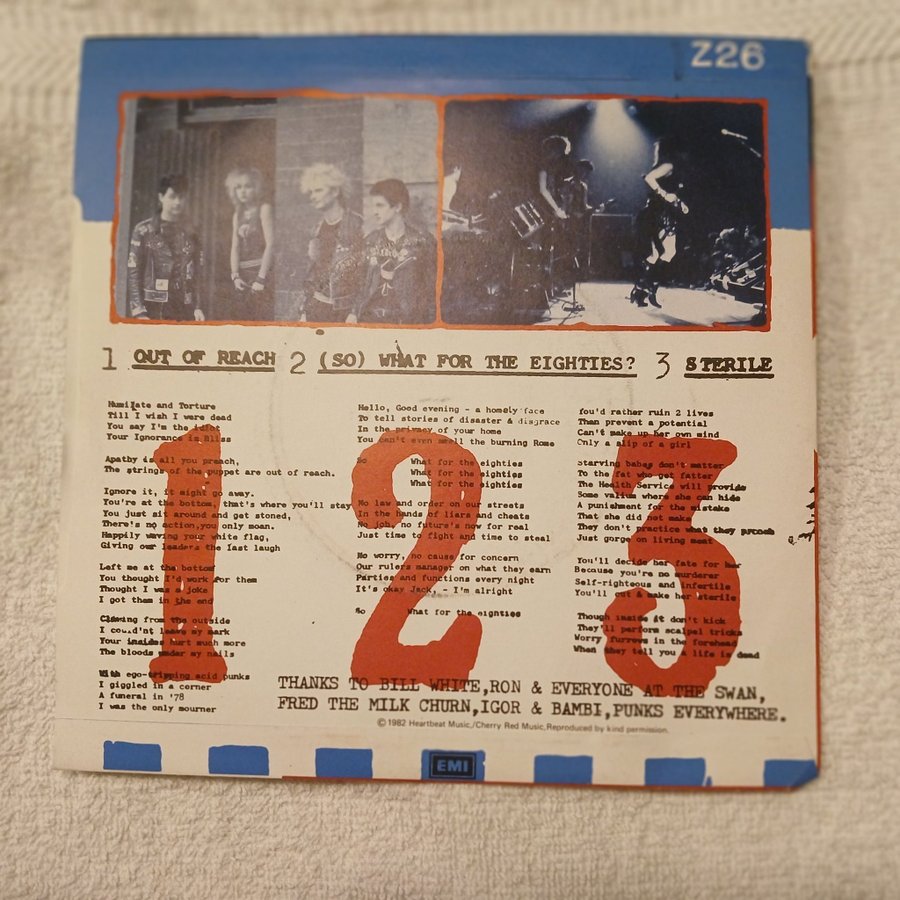 Z26
1 OUT OF REACH 2 (SO) WHAT FOR THE EIGHTIES? 3 STERILE
Humilate and Torture
Till I wish I were dead
You say I'm the
Your Ignorance is Bliss
Apathy is all you preach,
The strings of the puppet are out of reach.
Ignore it, it might go away.
You're at the bottom, that's where you'll stay
You just sit around and get stoned,
There's no action, you only moan.
Happily waving your white flag,
Giving our leaders the last laugh
Left me at the bottom
You thought I'd work for them
Thought I was a joke
I got them in the end
Clawing from the outside
I could'nt leave my mark
Your insides hurt much more
The bloods under my nails
With ego-tripping acid punks
I giggled in a corner
A funeral in '78
I was the only mourner
Hello, Good evening - a homely face
To tell stories of disaster & disgrace
In the privacy of your home
You can't even smell the burning Rome
So What for the eighties
What for the eighties
What for the eighties
No law and order on our streets
In the hands of liars and cheats
No job, no future's now for real
Just time to fight and time to steal
No worry, no cause for concern
Our rules manager on what they earn
Parties and functions every night
It's okay Jack, - I'm alright
So What for the eighties
You'd rather ruin 2 lives
Than prevent a potential
Can't make up her own mind
Only a slip of a girl
Starving babes don't matter
To the fat who get fatter
The Health Service will provide
Some valium where she can hide
A punishment for the mistake
That she did not make
They don't practice what they preach
Just gorge on living meat
You'll decide her fate for her
Because you're no murderer
Self-righteous and infertile
You'll cut & make her sterile
Though inside it don't kick
They'll perform scalpel tricks
Worry furrows in the forehead
When they tell you a life is dead
1 2 3
THANKS TO BILL WHITE, RON & EVERYONE AT THE SWAN,
FRED THE MILK CHURN, IGOR & BAMBI, PUNKS EVERYWHERE.
© 1982 Heartbeat Music./Cherry Red Music. Reproduced by kind permission.
EMI